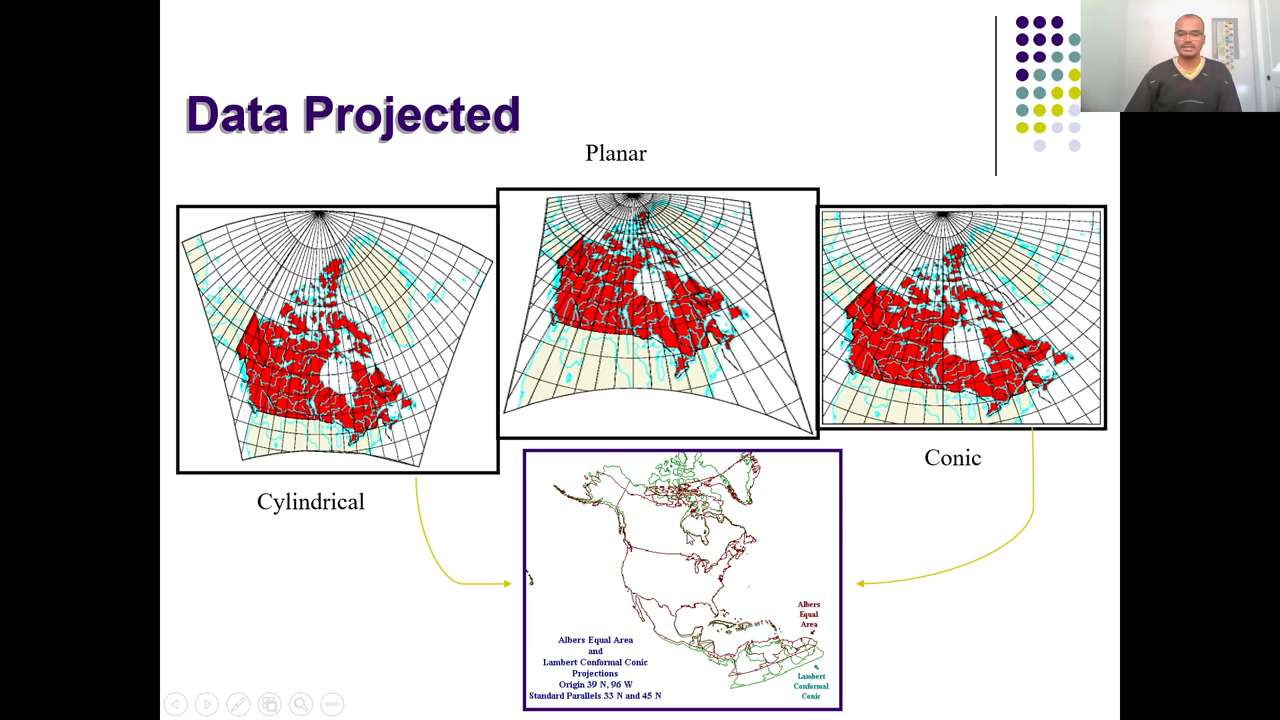 Data Projected
Planar
Cylindrical
Conic
Albers Equal Area
and
Lambert Conformal Conic
Projections
Origin 39 N, 96 W
Standard Parallels 33 N and 45 N
Albers
Equal
Area
Lambert
Conformal
Conic